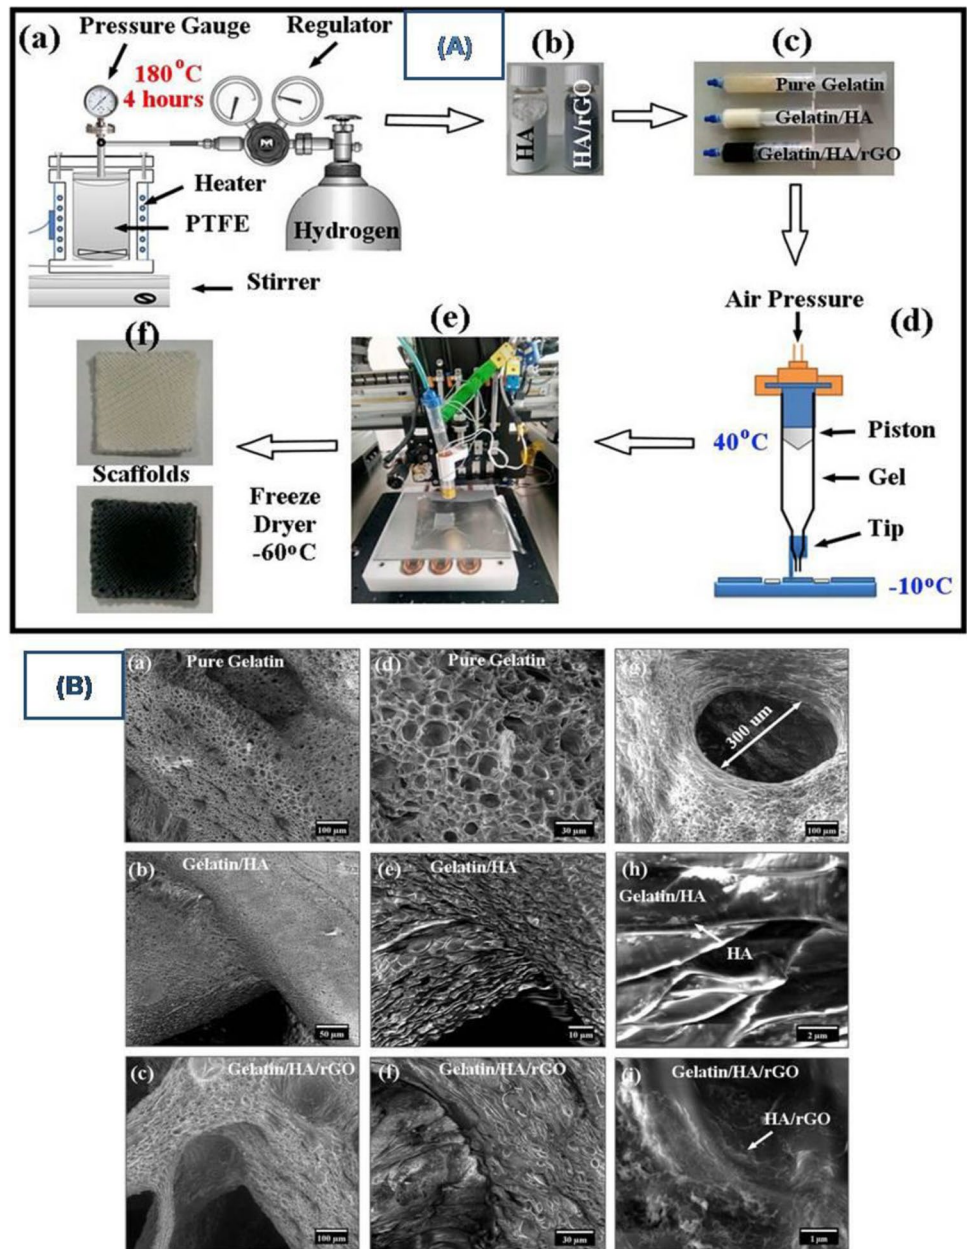 (A)
(a)
Pressure Gauge
Regulator
180°C
4 hours
Heater
PTFE
Hydrogen
Stirrer
(b)
HA
HA/rGO
(c)
Pure Gelatin
Gelatin/HA
Gelatin/HA/rGO
(d)
Air Pressure
40°C
Piston
Gel
Tip
-10°C
(e)
Freeze
Dryer
-60°C
(f)
Scaffolds
(B)
(a)
Pure Gelatin
100 µm
(d)
Pure Gelatin
30 µm
(g)
300 um
100 µm
(b)
Gelatin/HA
50 µm
(e)
Gelatin/HA
10 µm
(h)
Gelatin/HA
HA
2 µm
(c)
Gelatin/HA/rGO
100 µm
(f)
Gelatin/HA/rGO
30 µm
(i)
Gelatin/HA/rGO
HA/rGO
1 µm